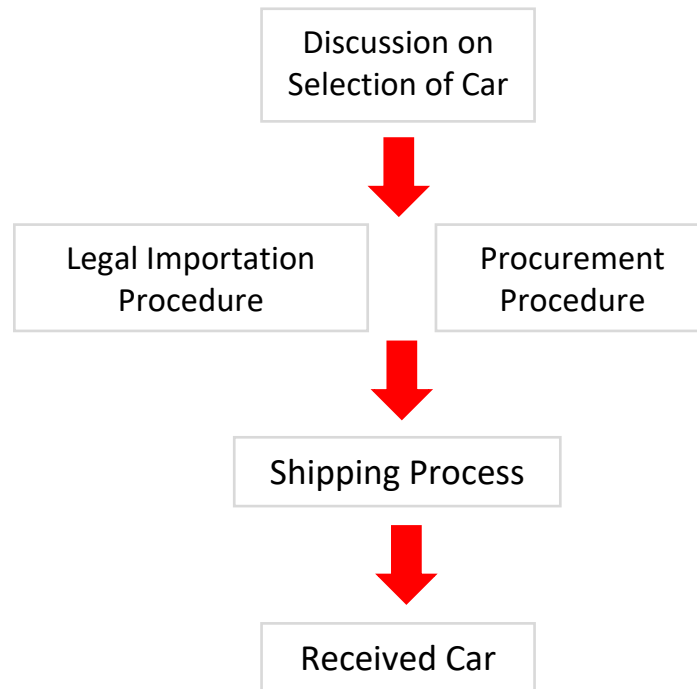 Discussion on
Selection of Car
Legal Importation
Procedure
Procurement
Procedure
Shipping Process
Received Car